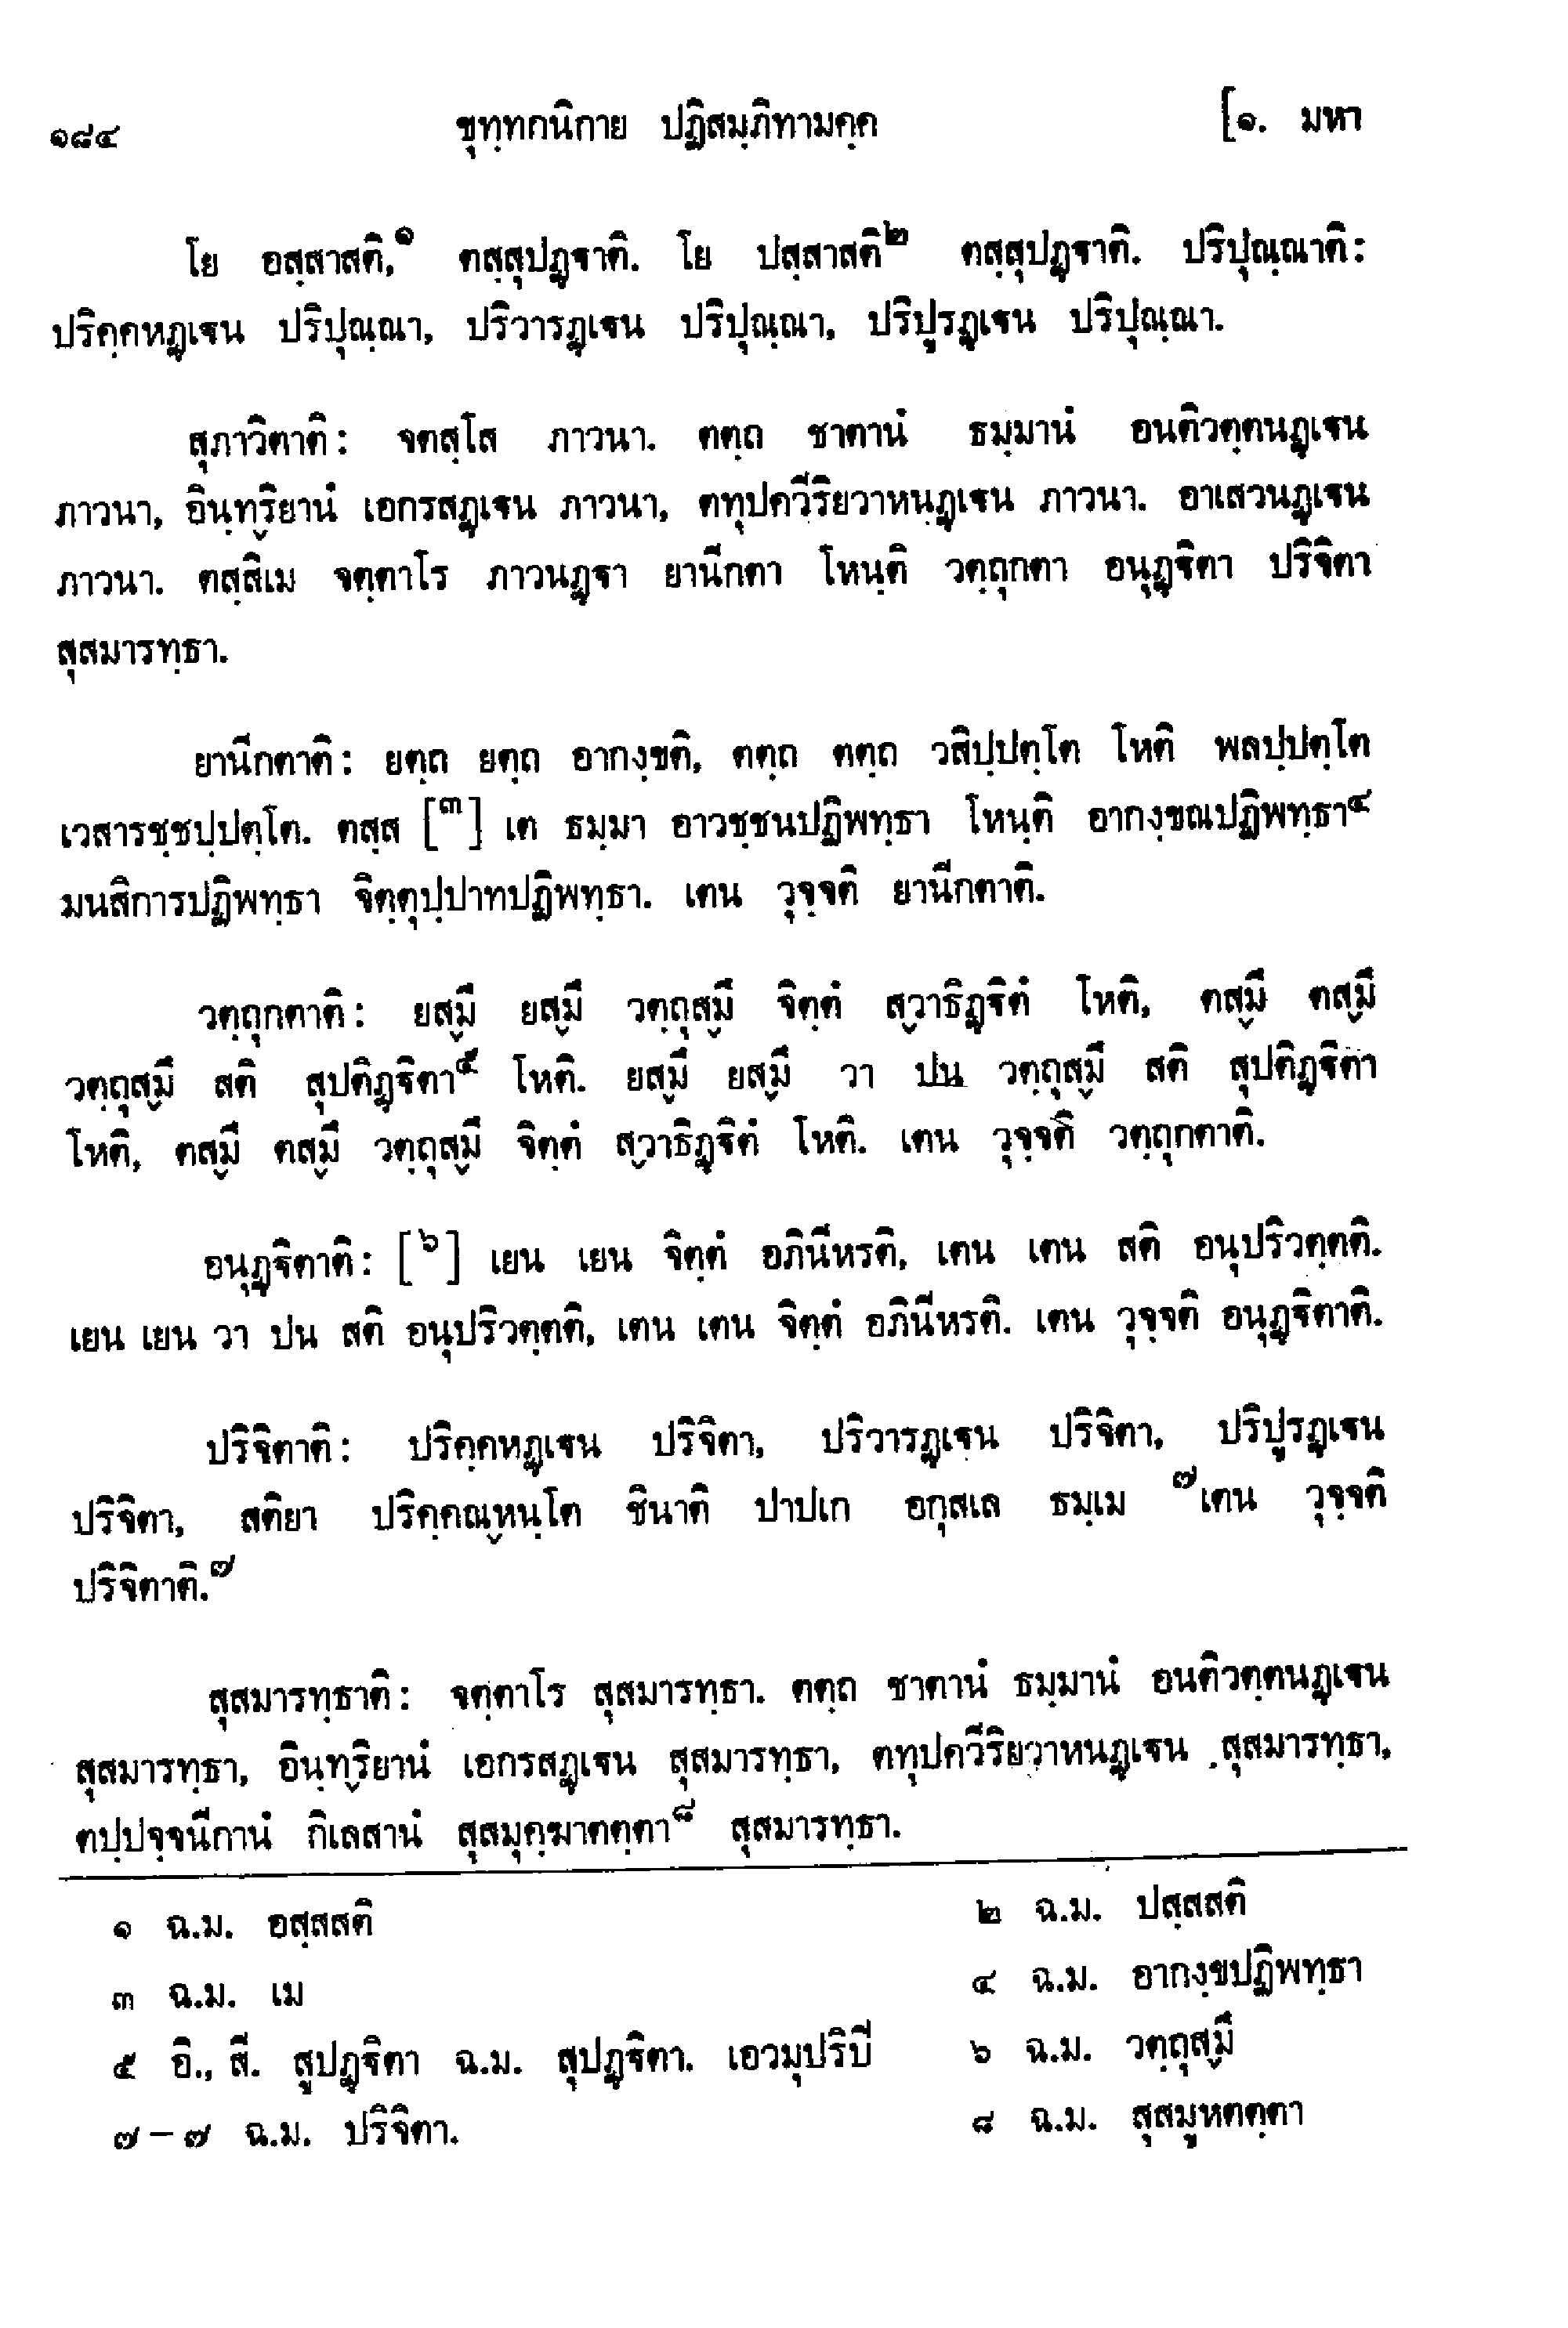 ๑๘๔ ขุทฺทกนิกาย ปฏิสมฺภิทามคฺค [๑. มหา
โย อสฺสาสติ,๑ ตสฺสุปฏฺฐาติ. โย ปสฺสาสติ๒ ตสฺสุปฏฺฐาติ. ปริปุณฺณาติ:
ปริคฺคหฏฺเฐน ปริปุณฺณา, ปริวารฏฺเฐน ปริปุณฺณา, ปริปูรฏฺเฐน ปริปุณฺณา.
สุภาวิตาติ: จตสฺโส ภาวนา. ตตฺถ ชาตานํ ธมฺมานํ อนติวตฺตนฏฺเฐน
ภาวนา, อินฺทฺริยานํ เอกรสฏฺเฐน ภาวนา, ตทุปควีริยวาหนฏฺเฐน ภาวนา. อาเสวนฏฺเฐน
ภาวนา. ตสฺสิเม จตฺตาโร ภาวนฏฺฐา ยานีกตา โหนฺติ วตฺถุกตา อนุฏฺฐิตา ปริจิตา
สุสมารทฺธา.
ยานีกตาติ: ยตฺถ ยตฺถ อากงฺขติ, ตตฺถ ตตฺถ วสิปฺปตฺโต โหติ พลปฺปตฺโต
เวสารชฺชปฺปตฺโต. ตสฺส [๓] เต ธมฺมา อาวชฺชนปฏิพทฺธา โหนฺติ อากงฺขณปฏิพทฺธา๔
มนสิการปฏิพทฺธา จิตฺตุปฺปาทปฏิพทฺธา. เตน วุจฺจติ ยานีกตาติ.
วตฺถุกตาติ: ยสฺมึ ยสฺมึ วตฺถุสฺมึ จิตฺตํ สฺวาธิฏฺฐิตํ โหติ, ตสฺมึ ตสฺมึ
วตฺถุสฺมึ สติ สุปติฏฺฐิตา๕ โหติ. ยสฺมึ ยสฺมึ วา ปน วตฺถุสฺมึ สติ สุปติฏฺฐิตา
โหติ, ตสฺมึ ตสฺมึ วตฺถุสฺมึ จิตฺตํ สฺวาธิฏฺฐิตํ โหติ. เตน วุจฺจติ วตฺถุกตาติ.
อนุฏฺฐิตาติ: [๖] เยน เยน จิตฺตํ อภินีหรติ, เตน เตน สติ อนุปริวตฺตติ.
เยน เยน วา ปน สติ อนุปริวตฺตติ, เตน เตน จิตฺตํ อภินีหรติ. เตน วุจฺจติ อนุฏฺฐิตาติ.
ปริจิตาติ: ปริคฺคหฏฺเฐน ปริจิตา, ปริวารฏฺเฐน ปริจิตา, ปริปูรฏฺเฐน
ปริจิตา, สติยา ปริคฺคณฺหนฺโต ชินาติ ปาปเก อกุสเล ธมฺเม ๗เตน วุจฺจติ
ปริจิตาติ.๗
สุสมารทฺธาติ: จตฺตาโร สุสมารทฺธา. ตตฺถ ชาตานํ ธมฺมานํ อนติวตฺตนฏฺเฐน
สุสมารทฺธา, อินฺทฺริยานํ เอกรสฏฺเฐน สุสมารทฺธา, ตทุปควีริยวาหนฏฺเฐน สุสมารทฺธา,
ตปฺปจฺจนีกานํ กิเลสานํ สุสมุคฺฆาตตฺตา๘ สุสมารทฺธา.
๑ ฉ.ม. อสฺสสติ ๒ ฉ.ม. ปสฺสสติ
๓ ฉ.ม. เม ๔ ฉ.ม. อากงฺขปฏิพทฺธา
๕ อิ., สี. สูปฏฺฐิตา ฉ.ม. สุปฏฺฐิตา. เอวมุปริปี ๖ ฉ.ม. วตฺถุสฺมึ
๗ – ๗ ฉ.ม. ปริจิตา. ๘ ฉ.ม. สุสมูหตตฺตา